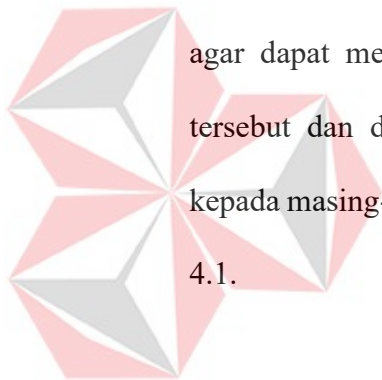 agar dapat me
tersebut dan d
kepada masing-
4.1.